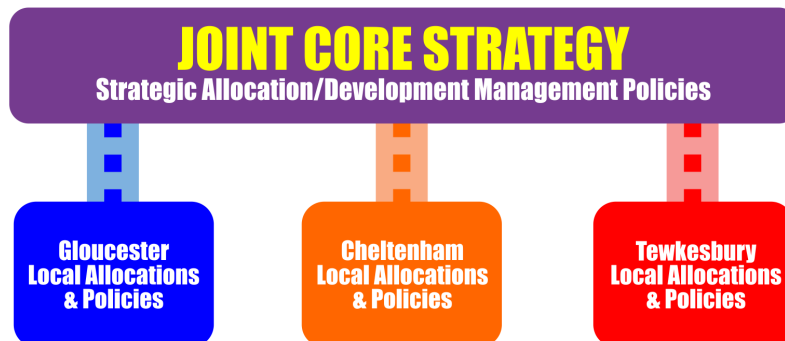 JOINT CORE STRATEGY
Strategic Allocation/Development Management Policies
Gloucester
Local Allocations
& Policies
Cheltenham
Local Allocations
& Policies
Tewkesbury
Local Allocations
& Policies